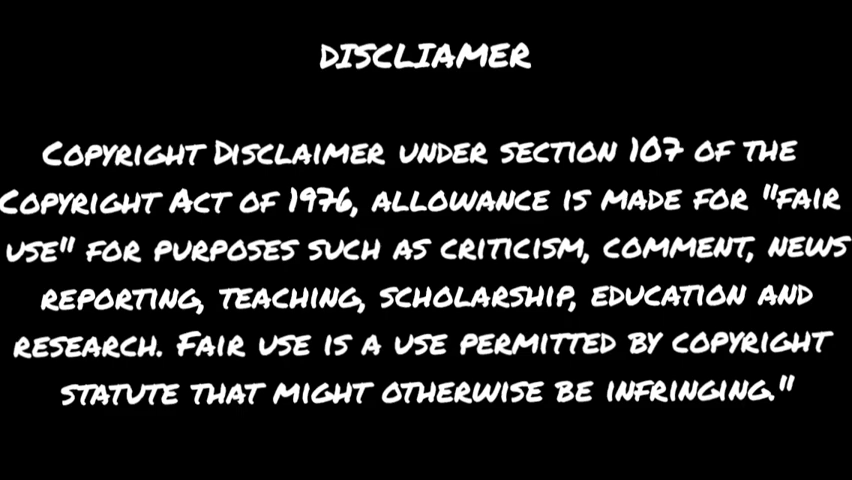 DISCLIAMER
COPYRIGHT DISCLAIMER UNDER SECTION 107 OF THE
COPYRIGHT ACT OF 1976, ALLOWANCE IS MADE FOR "FAIR
USE" FOR PURPOSES SUCH AS CRITICISM, COMMENT, NEWS
REPORTING, TEACHING, SCHOLARSHIP, EDUCATION AND
RESEARCH. FAIR USE IS A USE PERMITTED BY COPYRIGHT
STATUTE THAT MIGHT OTHERWISE BE INFRINGING."